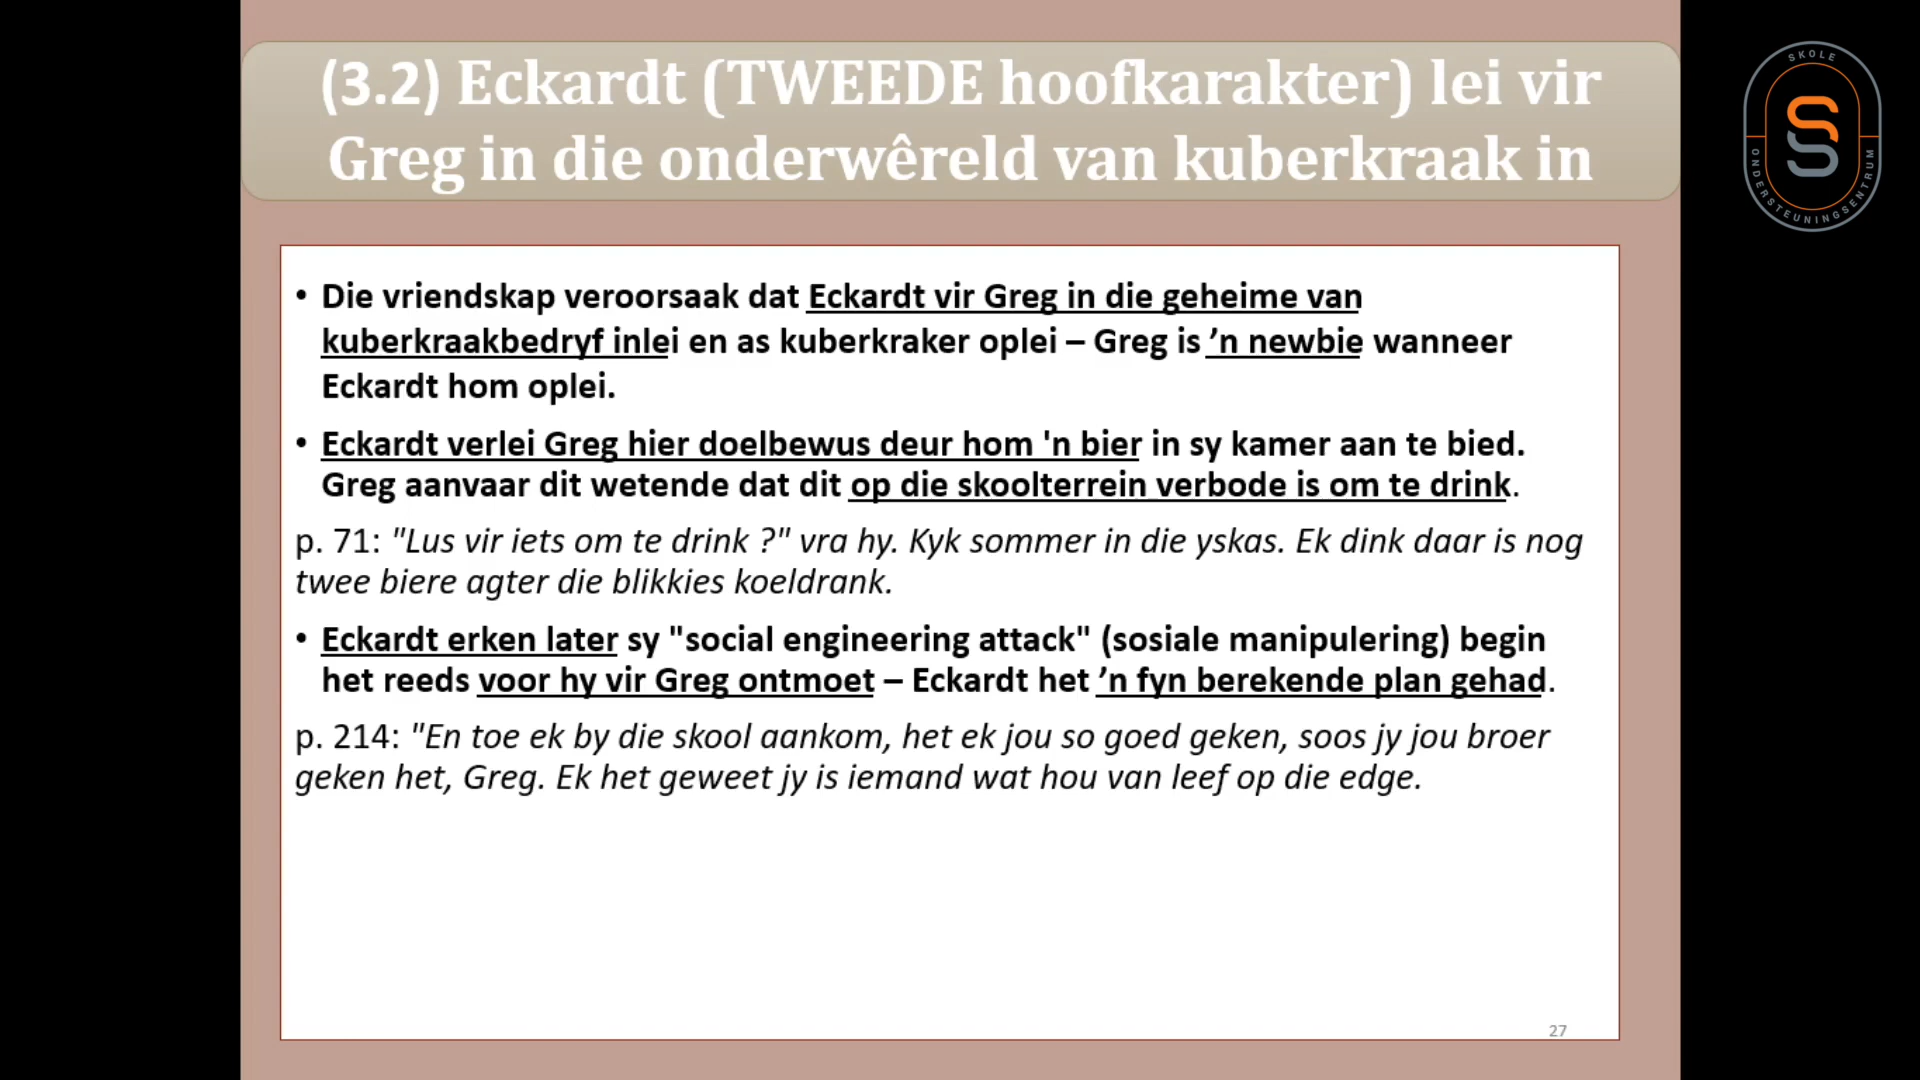 (3.2) Eckardt (TWEEDE hoofkarakter) lei vir
Greg in die onderwêreld van kuberkraak in
SKOLE
ONDERSTEUNINGSENTRUM
• Die vriendskap veroorsaak dat Eckardt vir Greg in die geheime van
kuberkraakbedryf inlei en as kuberkraker oplei – Greg is ’n newbie wanneer
Eckardt hom oplei.
• Eckardt verlei Greg hier doelbewus deur hom 'n bier in sy kamer aan te bied.
Greg aanvaar dit wetende dat dit op die skoolterrein verbode is om te drink.
p. 71: "Lus vir iets om te drink ?" vra hy. Kyk sommer in die yskas. Ek dink daar is nog
twee biere agter die blikkies koeldrank.
• Eckardt erken later sy "social engineering attack" (sosiale manipulering) begin
het reeds voor hy vir Greg ontmoet – Eckardt het ’n fyn berekende plan gehad.
p. 214: "En toe ek by die skool aankom, het ek jou so goed geken, soos jy jou broer
geken het, Greg. Ek het geweet jy is iemand wat hou van leef op die edge.
27